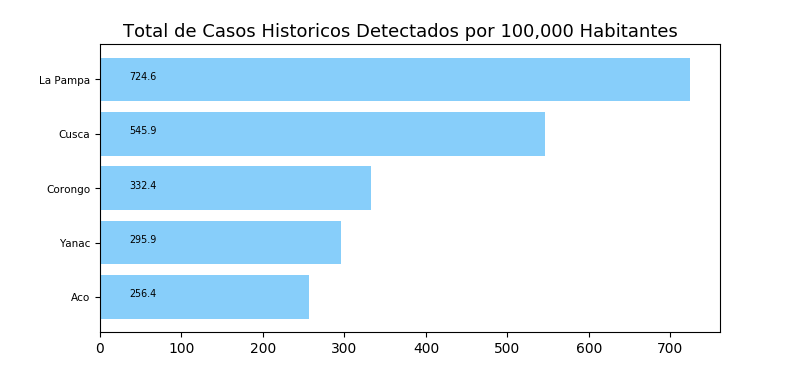 Total de Casos Historicos Detectados por 100,000 Habitantes
La Pampa 724.6
Cusca 545.9
Corongo 332.4
Yanac 295.9
Aco 256.4
0 100 200 300 400 500 600 700